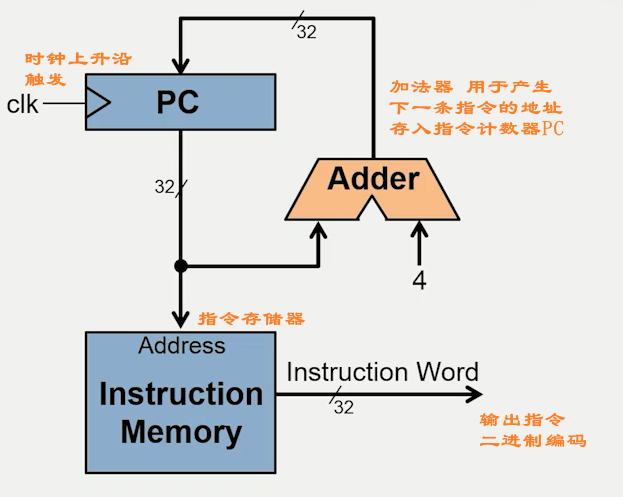 32
时钟上升沿
触发
clk
PC
加法器 用于产生
下一条指令的地址
存入指令计数器PC
32
Adder
4
指令存储器
Address
Instruction
Memory
Instruction Word
32
输出指令
二进制编码